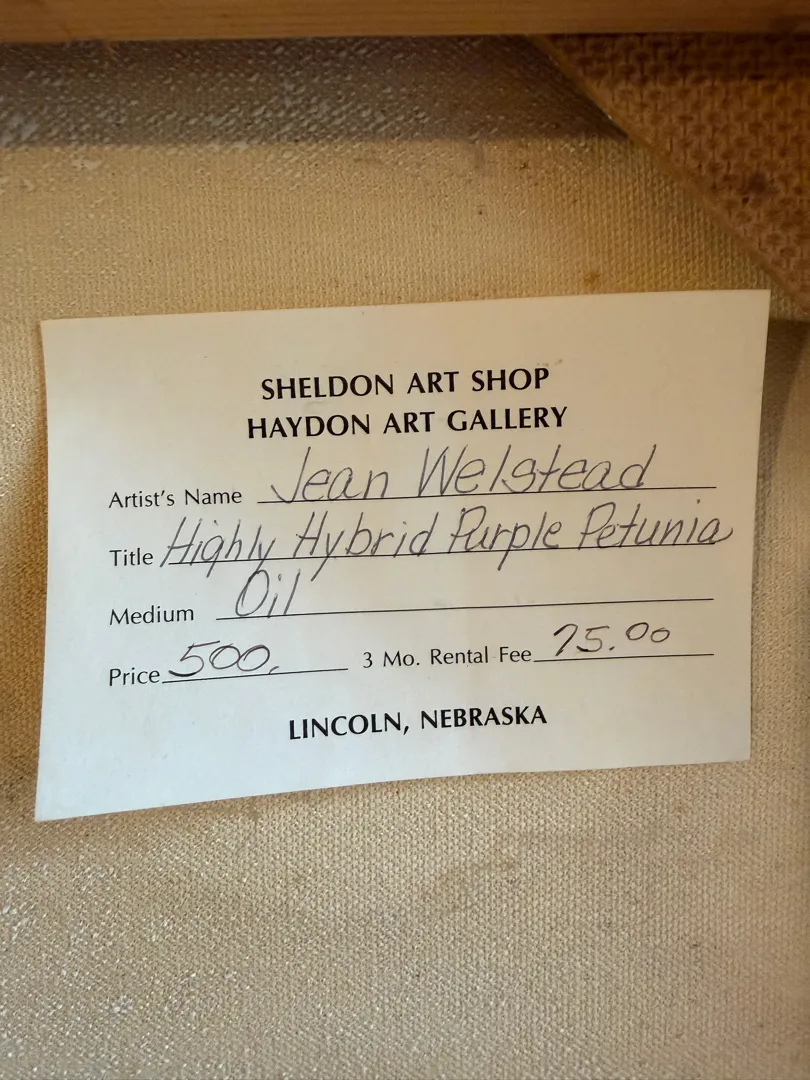 SHELDON ART SHOP
HAYDON ART GALLERY
Artist's Name Jean Welstead
Title Highly Hybrid Purple Petunia
Medium Oil
Price 500. 3 Mo. Rental Fee 75.00
LINCOLN, NEBRASKA